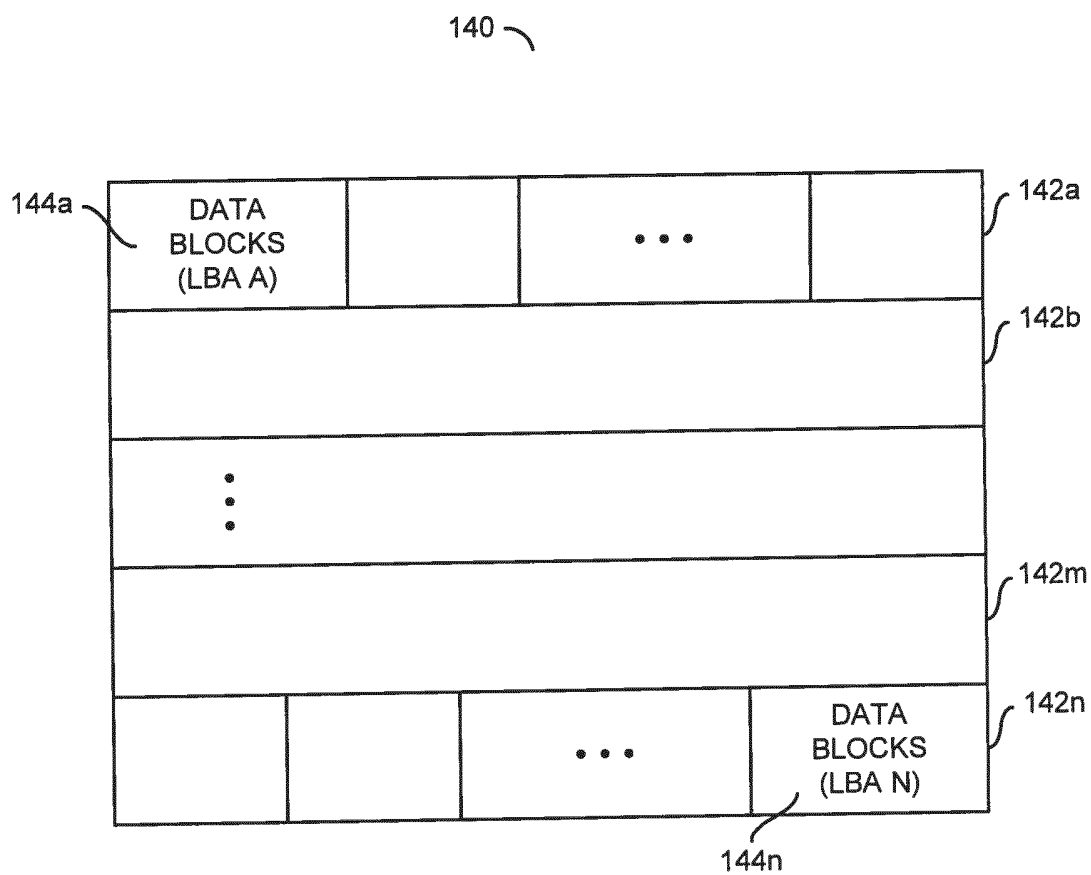 140
144a
DATA
BLOCKS
(LBA A)
• • •
142a
142b
142m
142n
• • •
DATA
BLOCKS
(LBA N)
144n